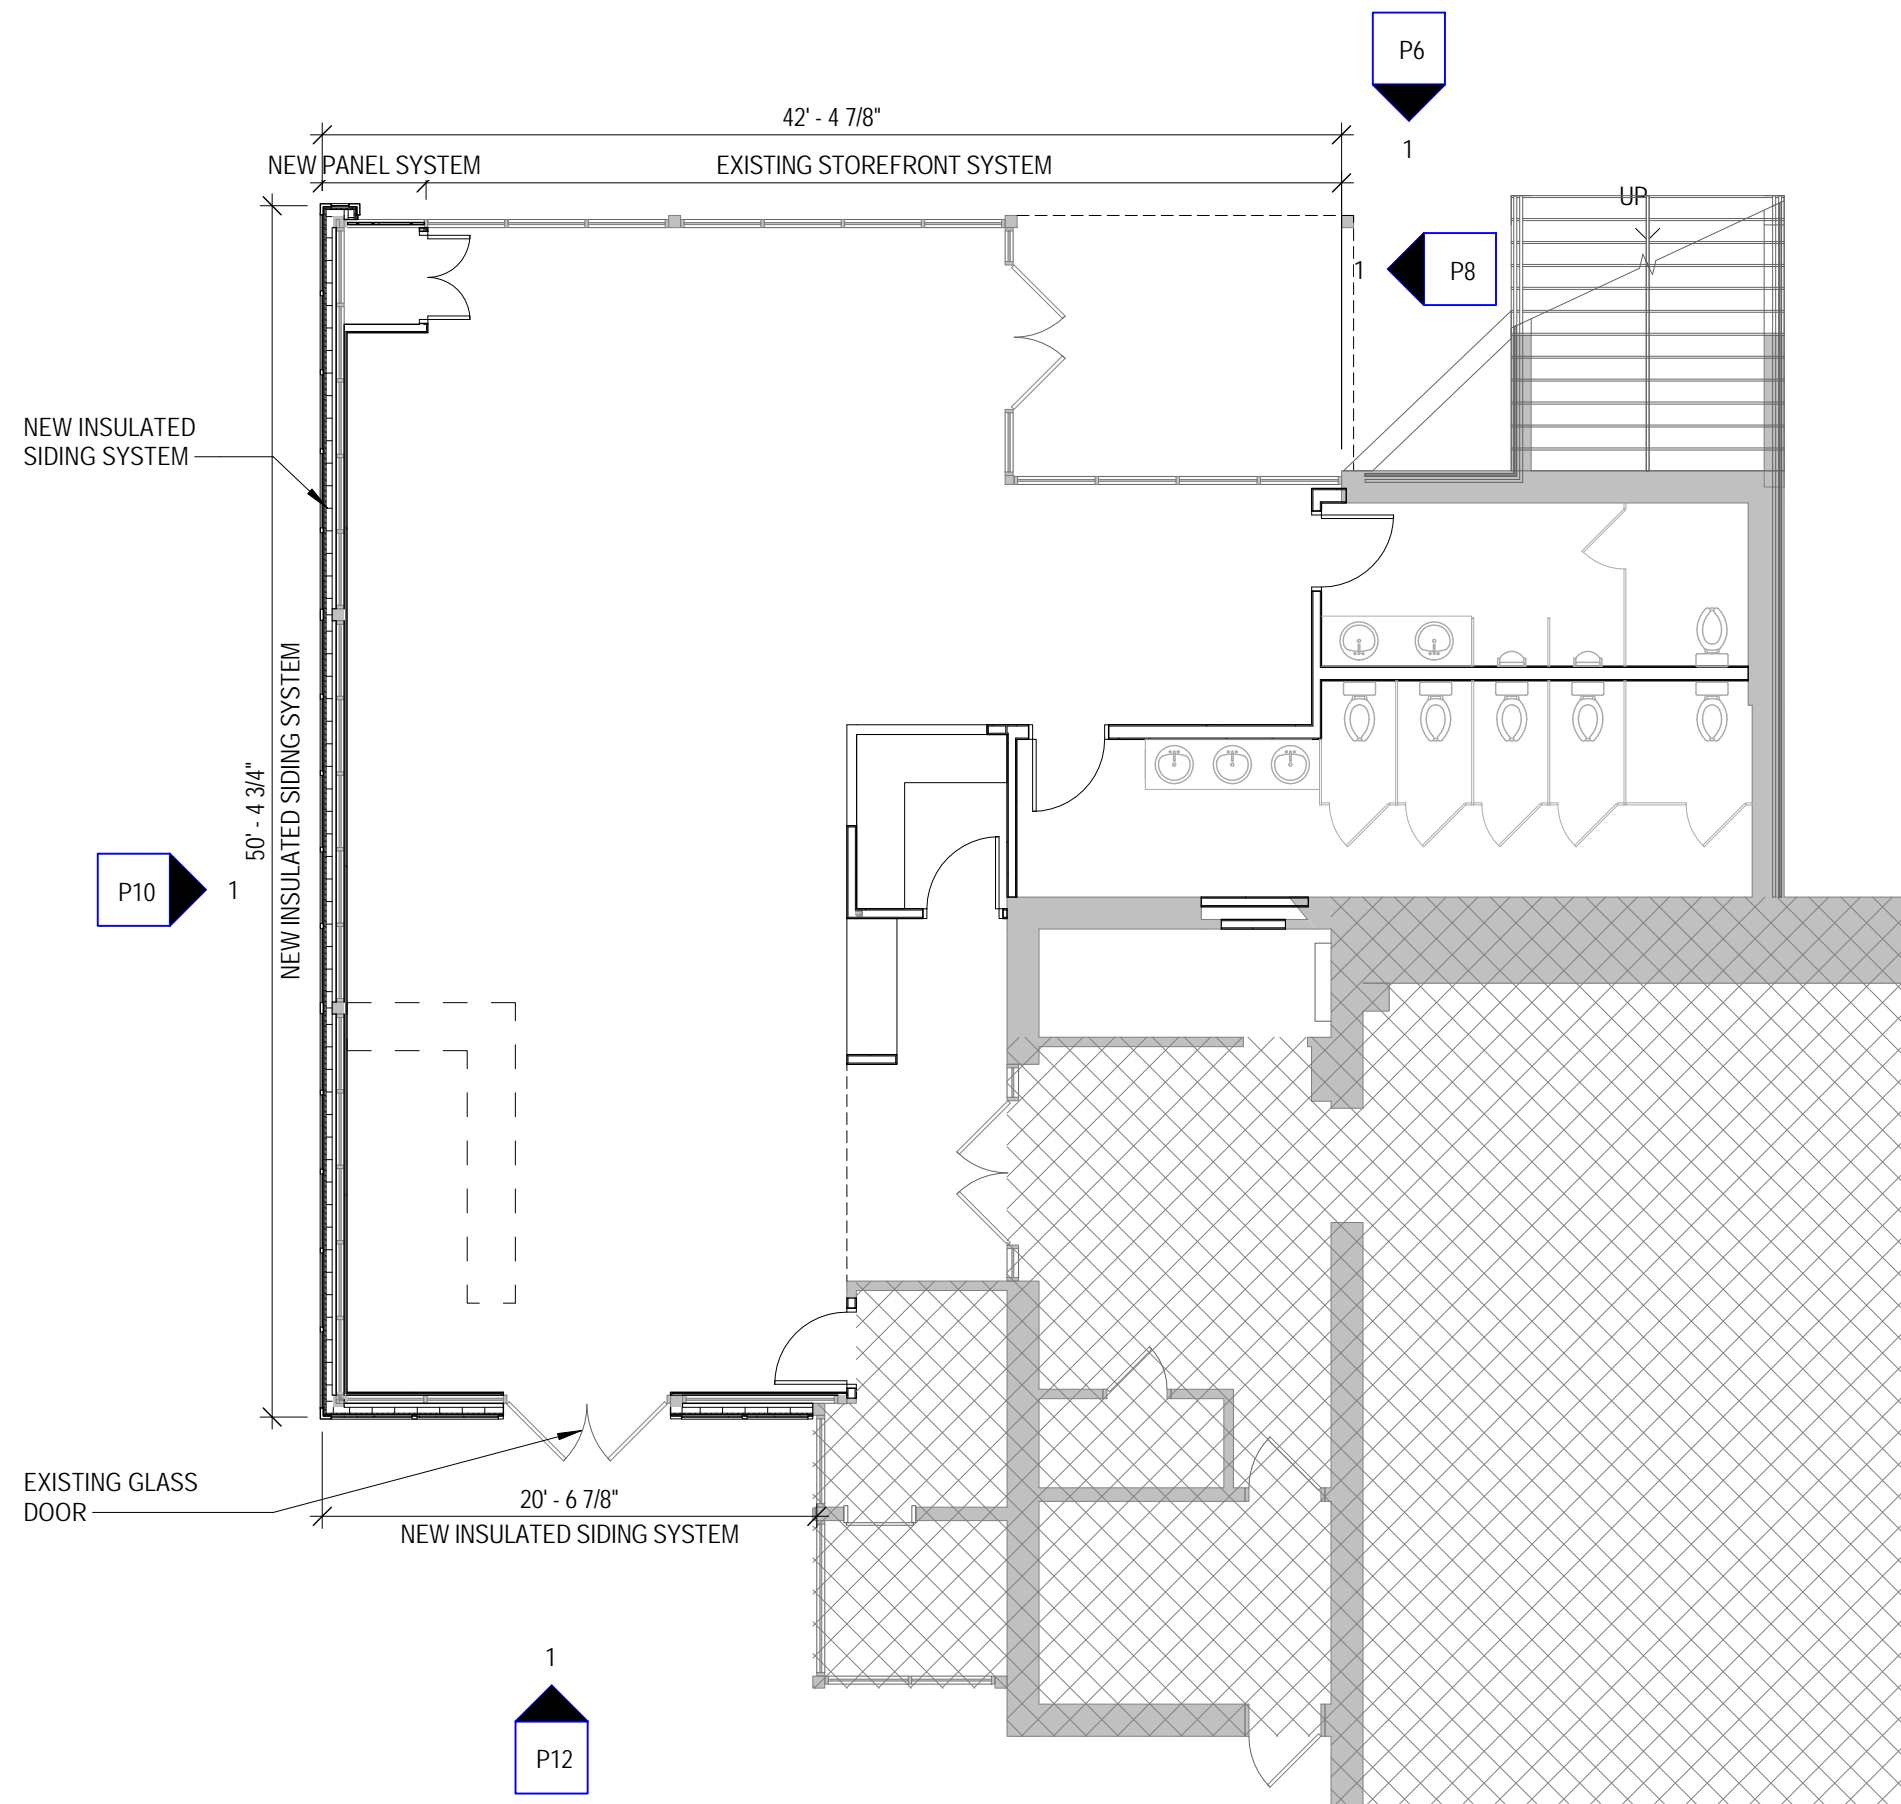 P6
1
42' - 4 7/8"
NEW PANEL SYSTEM
EXISTING STOREFRONT SYSTEM
UP
1
P8
NEW INSULATED
SIDING SYSTEM
50' - 4 3/4"
NEW INSULATED SIDING SYSTEM
P10
1
EXISTING GLASS
DOOR
20' - 6 7/8"
NEW INSULATED SIDING SYSTEM
1
P12